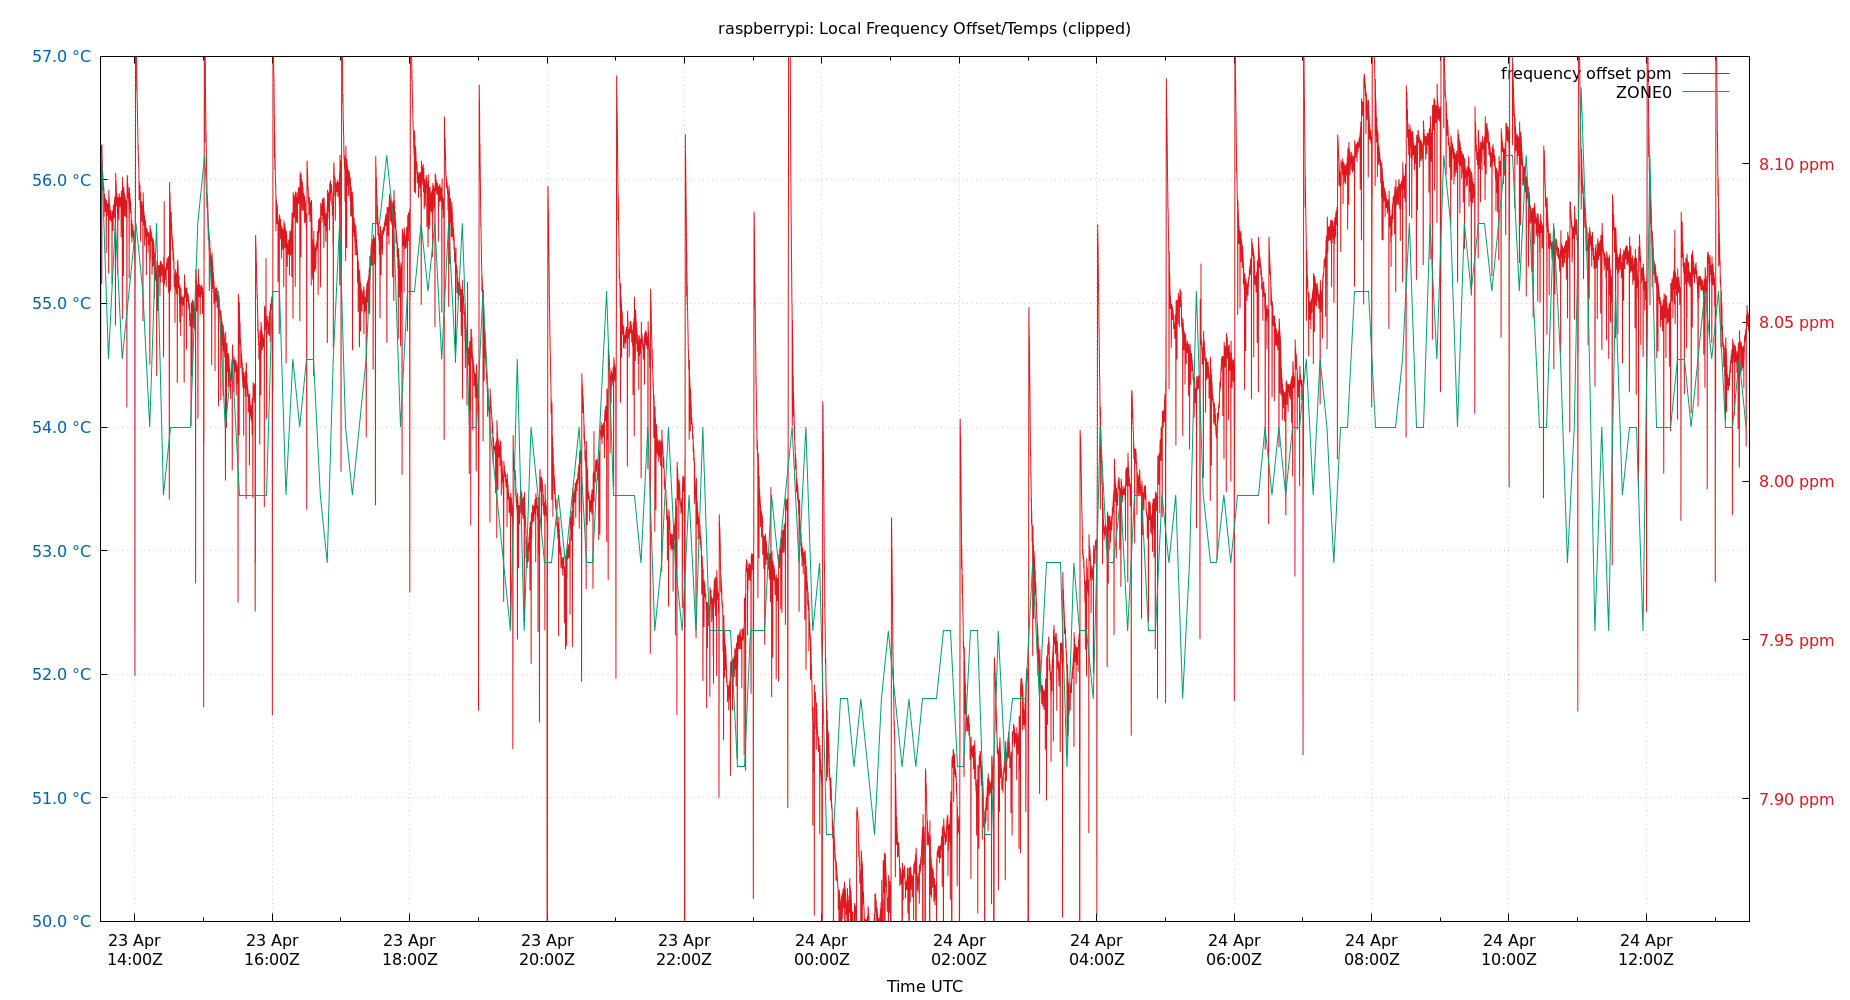 raspberrypi: Local Frequency Offset/Temps (clipped)
57.0 °C
56.0 °C
55.0 °C
54.0 °C
53.0 °C
52.0 °C
51.0 °C
50.0 °C
frequency offset ppm
ZONE0
8.10 ppm
8.05 ppm
8.00 ppm
7.95 ppm
7.90 ppm
23 Apr
14:00Z
23 Apr
16:00Z
23 Apr
18:00Z
23 Apr
20:00Z
23 Apr
22:00Z
24 Apr
00:00Z
24 Apr
02:00Z
24 Apr
04:00Z
24 Apr
06:00Z
24 Apr
08:00Z
24 Apr
10:00Z
24 Apr
12:00Z
Time UTC